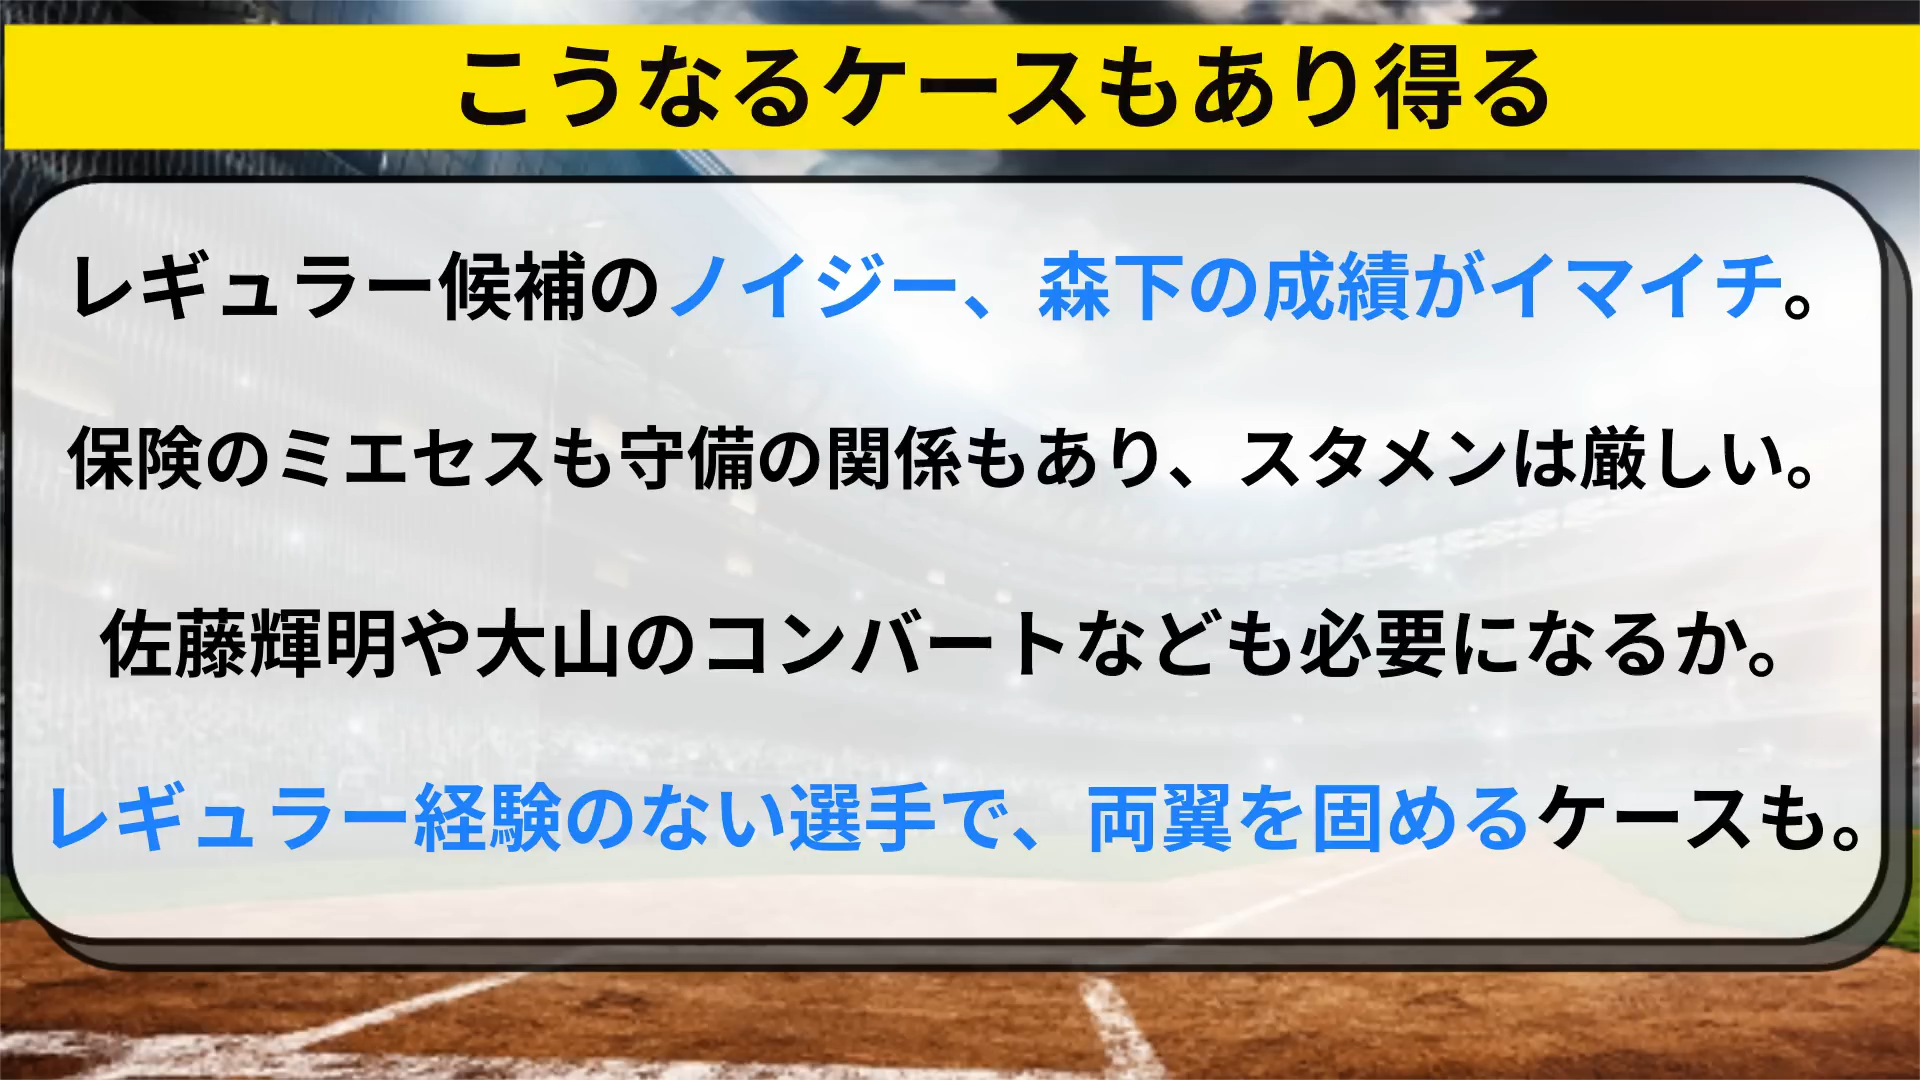 こうなるケースもあり得る
レギュラー候補のノイジー、森下の成績がイマイチ。
保険のミエセスも守備の関係もあり、スタメンは厳しい。
佐藤輝明や大山のコンバートなども必要になるか。
レギュラー経験のない選手で、両翼を固めるケースも。